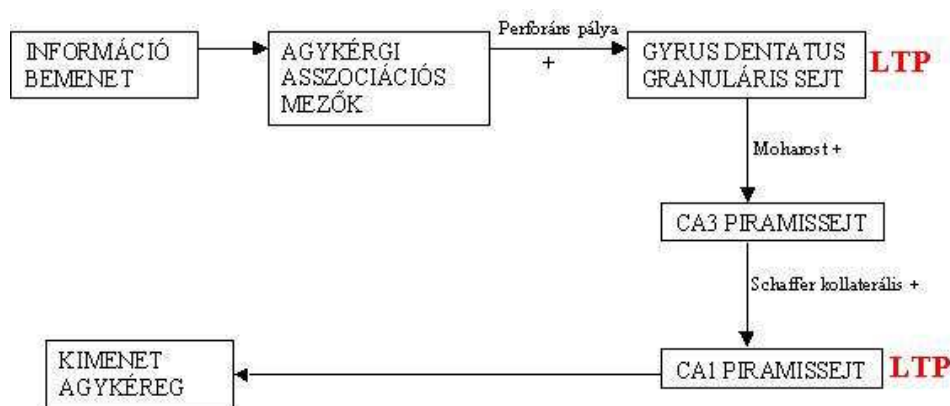 INFORMÁCIÓ
BEMENET
AGYKÉRGI
ASSZOCIÁCIÓS
MEZŐK
Perforárs pálya
+
GYRUS DENTATUS
GRANULÁRIS SEJT
LTP
Moharost +
CA3 PIRAMISSEJT
Schaffer kollaterális +
CA1 PIRAMISSEJT
LTP
KIMENET
AGYKÉREG